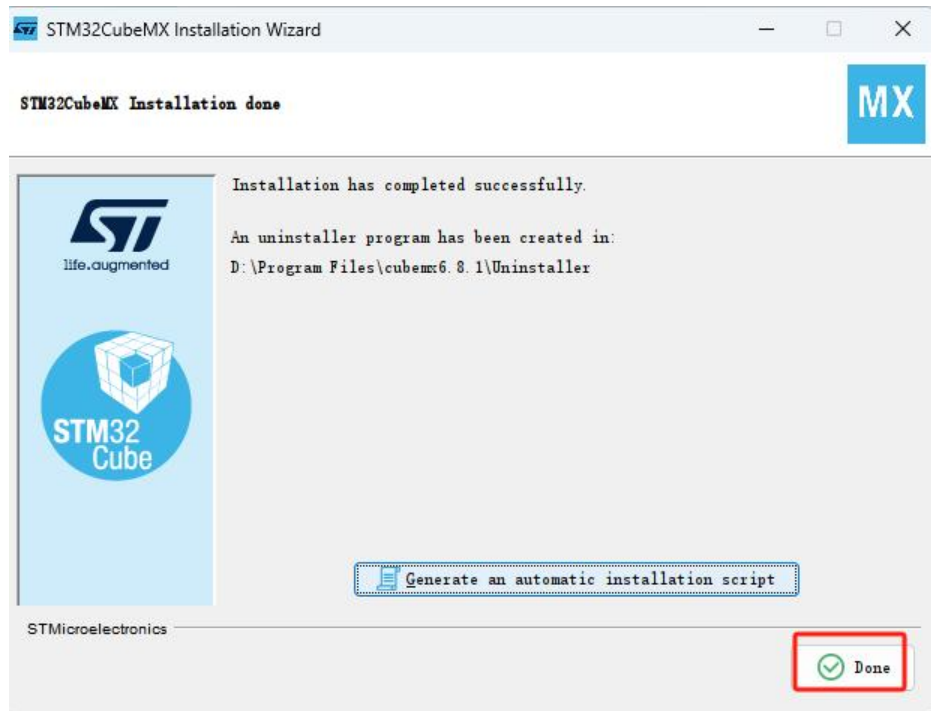 STM32CubeMX Installation Wizard
STM32CubeMX Installation done
MX
Installation has completed successfully.
An uninstaller program has been created in:
D:\Program Files\cubemx6.8.1\Uninstaller
ST
life.augmented
STM32
Cube
Generate an automatic installation script
STMicroelectronics
Done